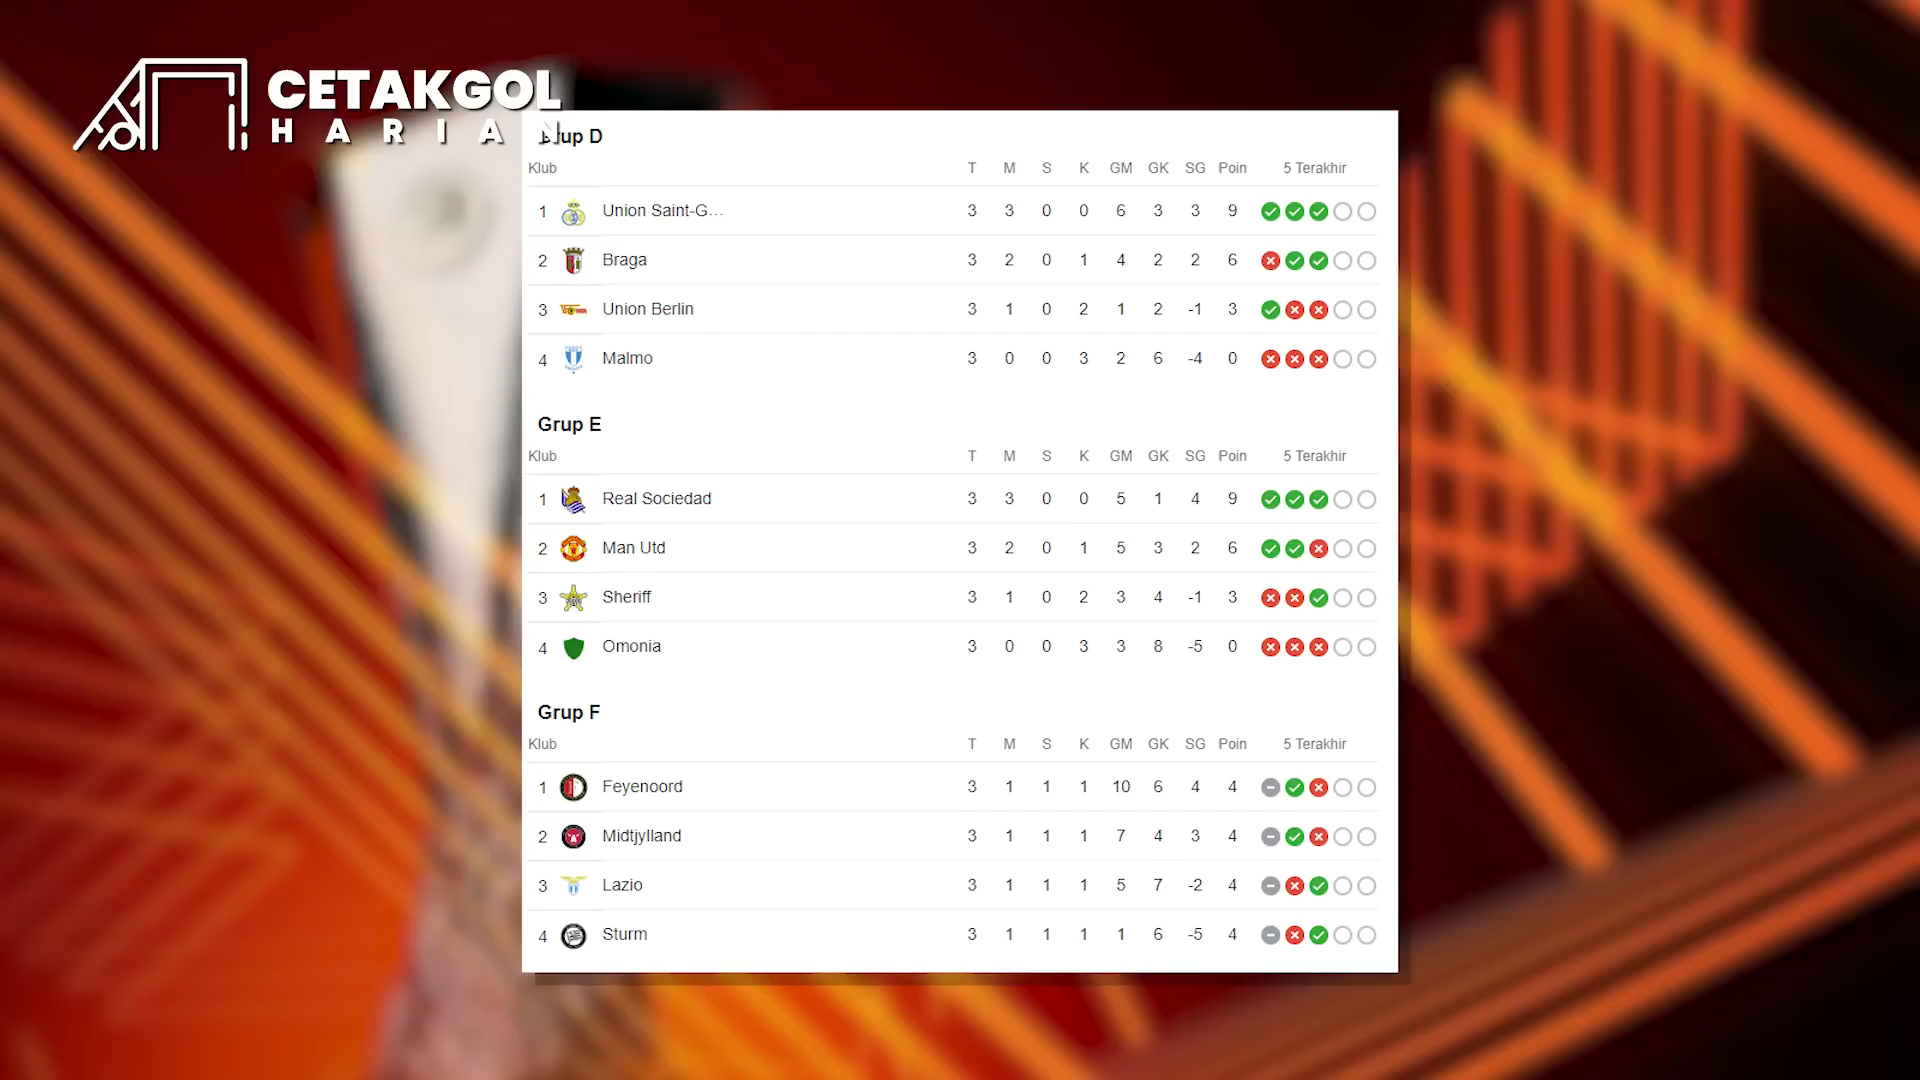 CETAKGOL
HARIAN
Grup D
Klub T M S K GM GK SG Poin 5 Terakhir
1 Union Saint-G... 3 3 0 0 6 3 3 9
2 Braga 3 2 0 1 4 2 2 6
3 Union Berlin 3 1 0 2 1 2 -1 3
4 Malmo 3 0 0 3 2 6 -4 0
Grup E
Klub T M S K GM GK SG Poin 5 Terakhir
1 Real Sociedad 3 3 0 0 5 1 4 9
2 Man Utd 3 2 0 1 5 3 2 6
3 Sheriff 3 1 0 2 3 4 -1 3
4 Omonia 3 0 0 3 3 8 -5 0
Grup F
Klub T M S K GM GK SG Poin 5 Terakhir
1 Feyenoord 3 1 1 1 10 6 4 4
2 Midtjylland 3 1 1 1 7 4 3 4
3 Lazio 3 1 1 1 5 7 -2 4
4 Sturm 3 1 1 1 1 6 -5 4